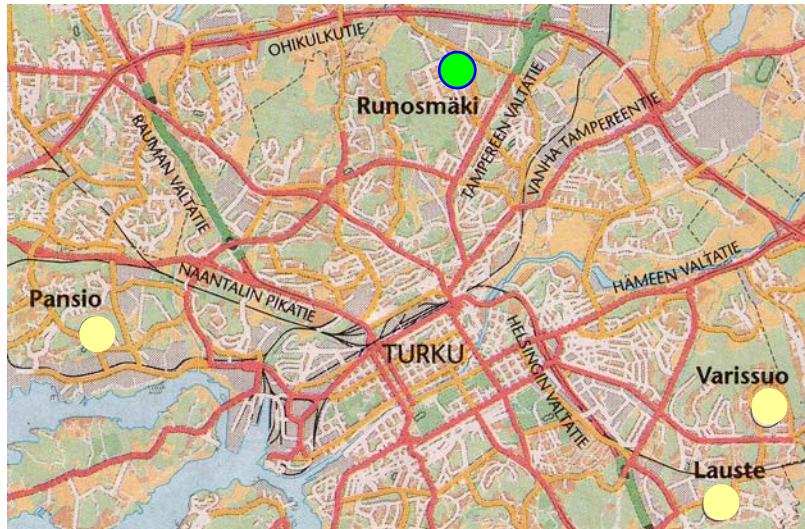 OHIKULKUTIE
Runosmäki
RAUMAN VALTATIE
TAMPEREEN VALTATIE
VANHA TAMPEREENTIE
NAANTALIN PIKATIE
HÄMEEN VALTATIE
Pansio
TURKU
HELSINGIN VALTATIE
Varissuo
Lauste